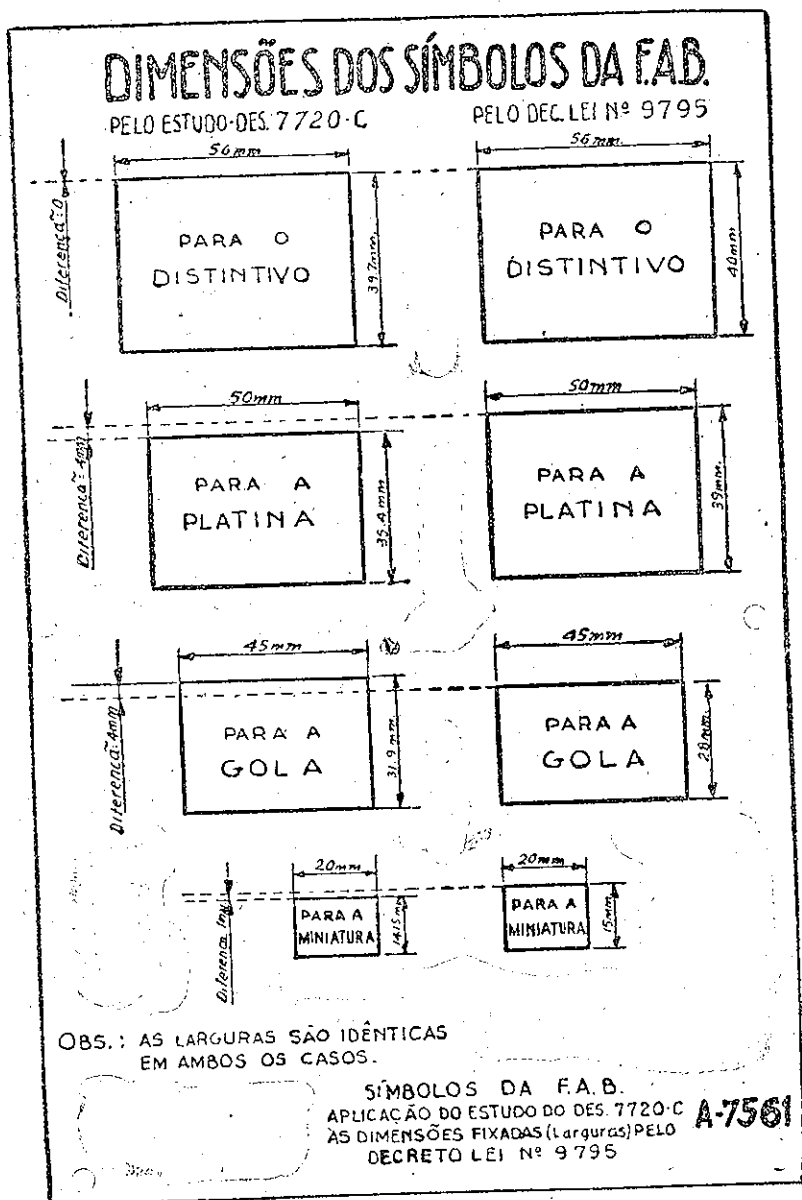 DIMENSÕES DOS SÍMBOLOS DA F.A.B.
PELO ESTUDO-DES. 7720-C
PELO DEC. LEI Nº 9795
56mm
56mm.
Diferença=0
PARA O
DISTINTIVO
39.7mm.
PARA O
DISTINTIVO
40mm
50mm
50mm
Diferença=4mm
PARA A
PLATINA
35.4mm.
PARA A
PLATINA
39mm.
45mm
45mm
Diferença=4mm
PARA A
GOLA
31.9mm.
PARA A
GOLA
28mm.
20mm
20mm
Diferença 1mm
PARA A
MINIATURA
14.15mm
PARA A
MINIATURA
15mm.
OBS.: AS LARGURAS SÃO IDÊNTICAS
EM AMBOS OS CASOS.
SÍMBOLOS DA F.A.B.
APLICAÇÃO DO ESTUDO DO DES. 7720-C
ÀS DIMENSÕES FIXADAS (Larguras) PELO
DECRETO LEI Nº 9795
A-7561